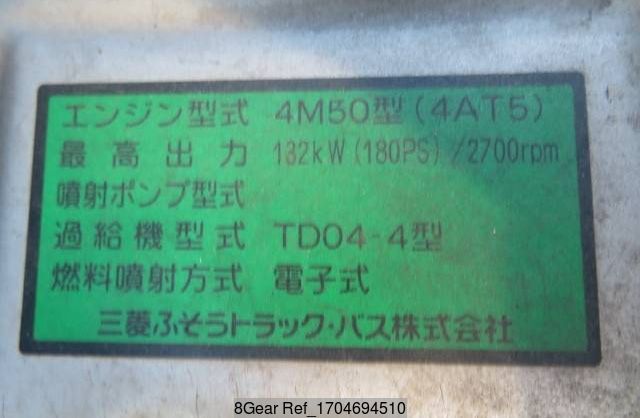 エンジン型式 4M50型(4AT5)
最高出力 132kW(180PS)/2700rpm
噴射ポンプ型式
過給機型式 TD04-4型
燃料噴射方式 電子式
三菱ふそうトラック・バス株式会社
8Gear Ref_1704694510